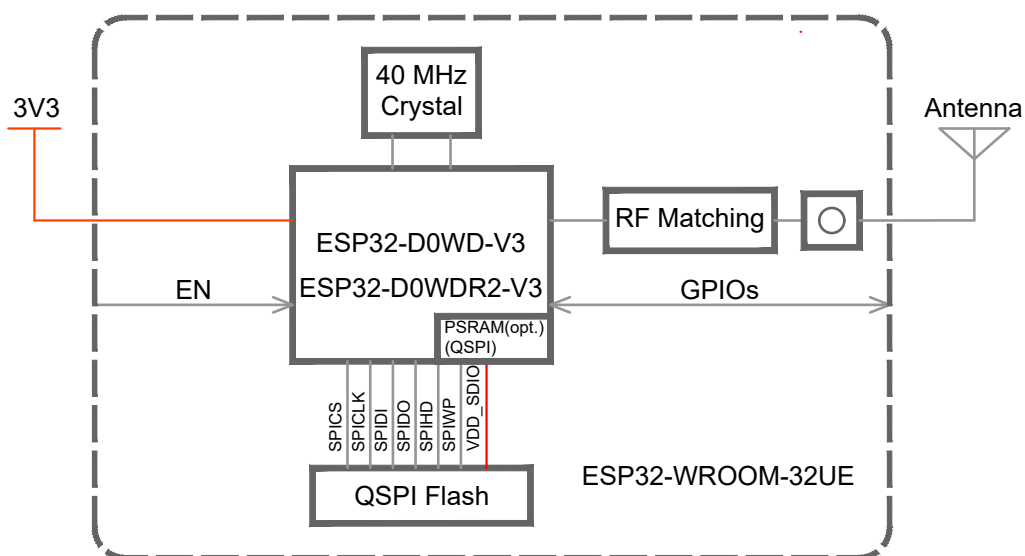 40 MHz
Crystal
3V3
Antenna
RF Matching
ESP32-D0WD-V3
ESP32-D0WDR2-V3
EN
GPIOs
PSRAM(opt.)
(QSPI)
SPICS
SPICLK
SPIDI
SPIDO
SPIHD
SPIWP
VDD_SDIO
QSPI Flash
ESP32-WROOM-32UE